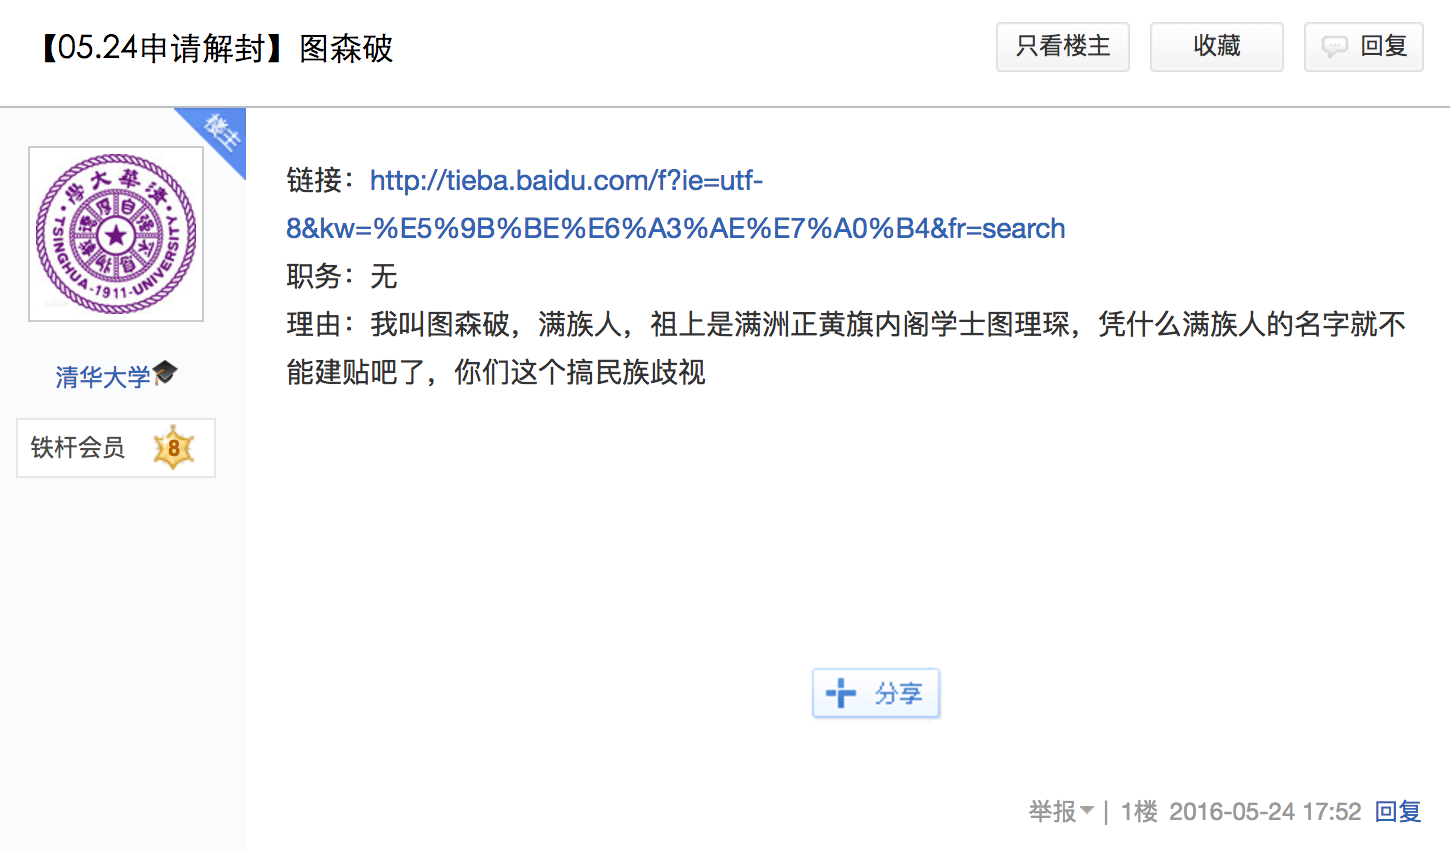 【05.24申请解封】图森破
只看楼主
收藏
回复
楼主
清華大學
TSINGHUA UNIVERSITY
-1911-
自强不息
清华大学
铁杆会员
8
链接：http://tieba.baidu.com/f?ie=utf-
8&kw=%E5%9B%BE%E6%A3%AE%E7%A0%B4&fr=search
职务：无
理由：我叫图森破，满族人，祖上是满洲正黄旗内阁学士图理琛，凭什么满族人的名字就不
能建贴吧了，你们这个搞民族歧视
分享
举报 | 1楼 2016-05-24 17:52 回复